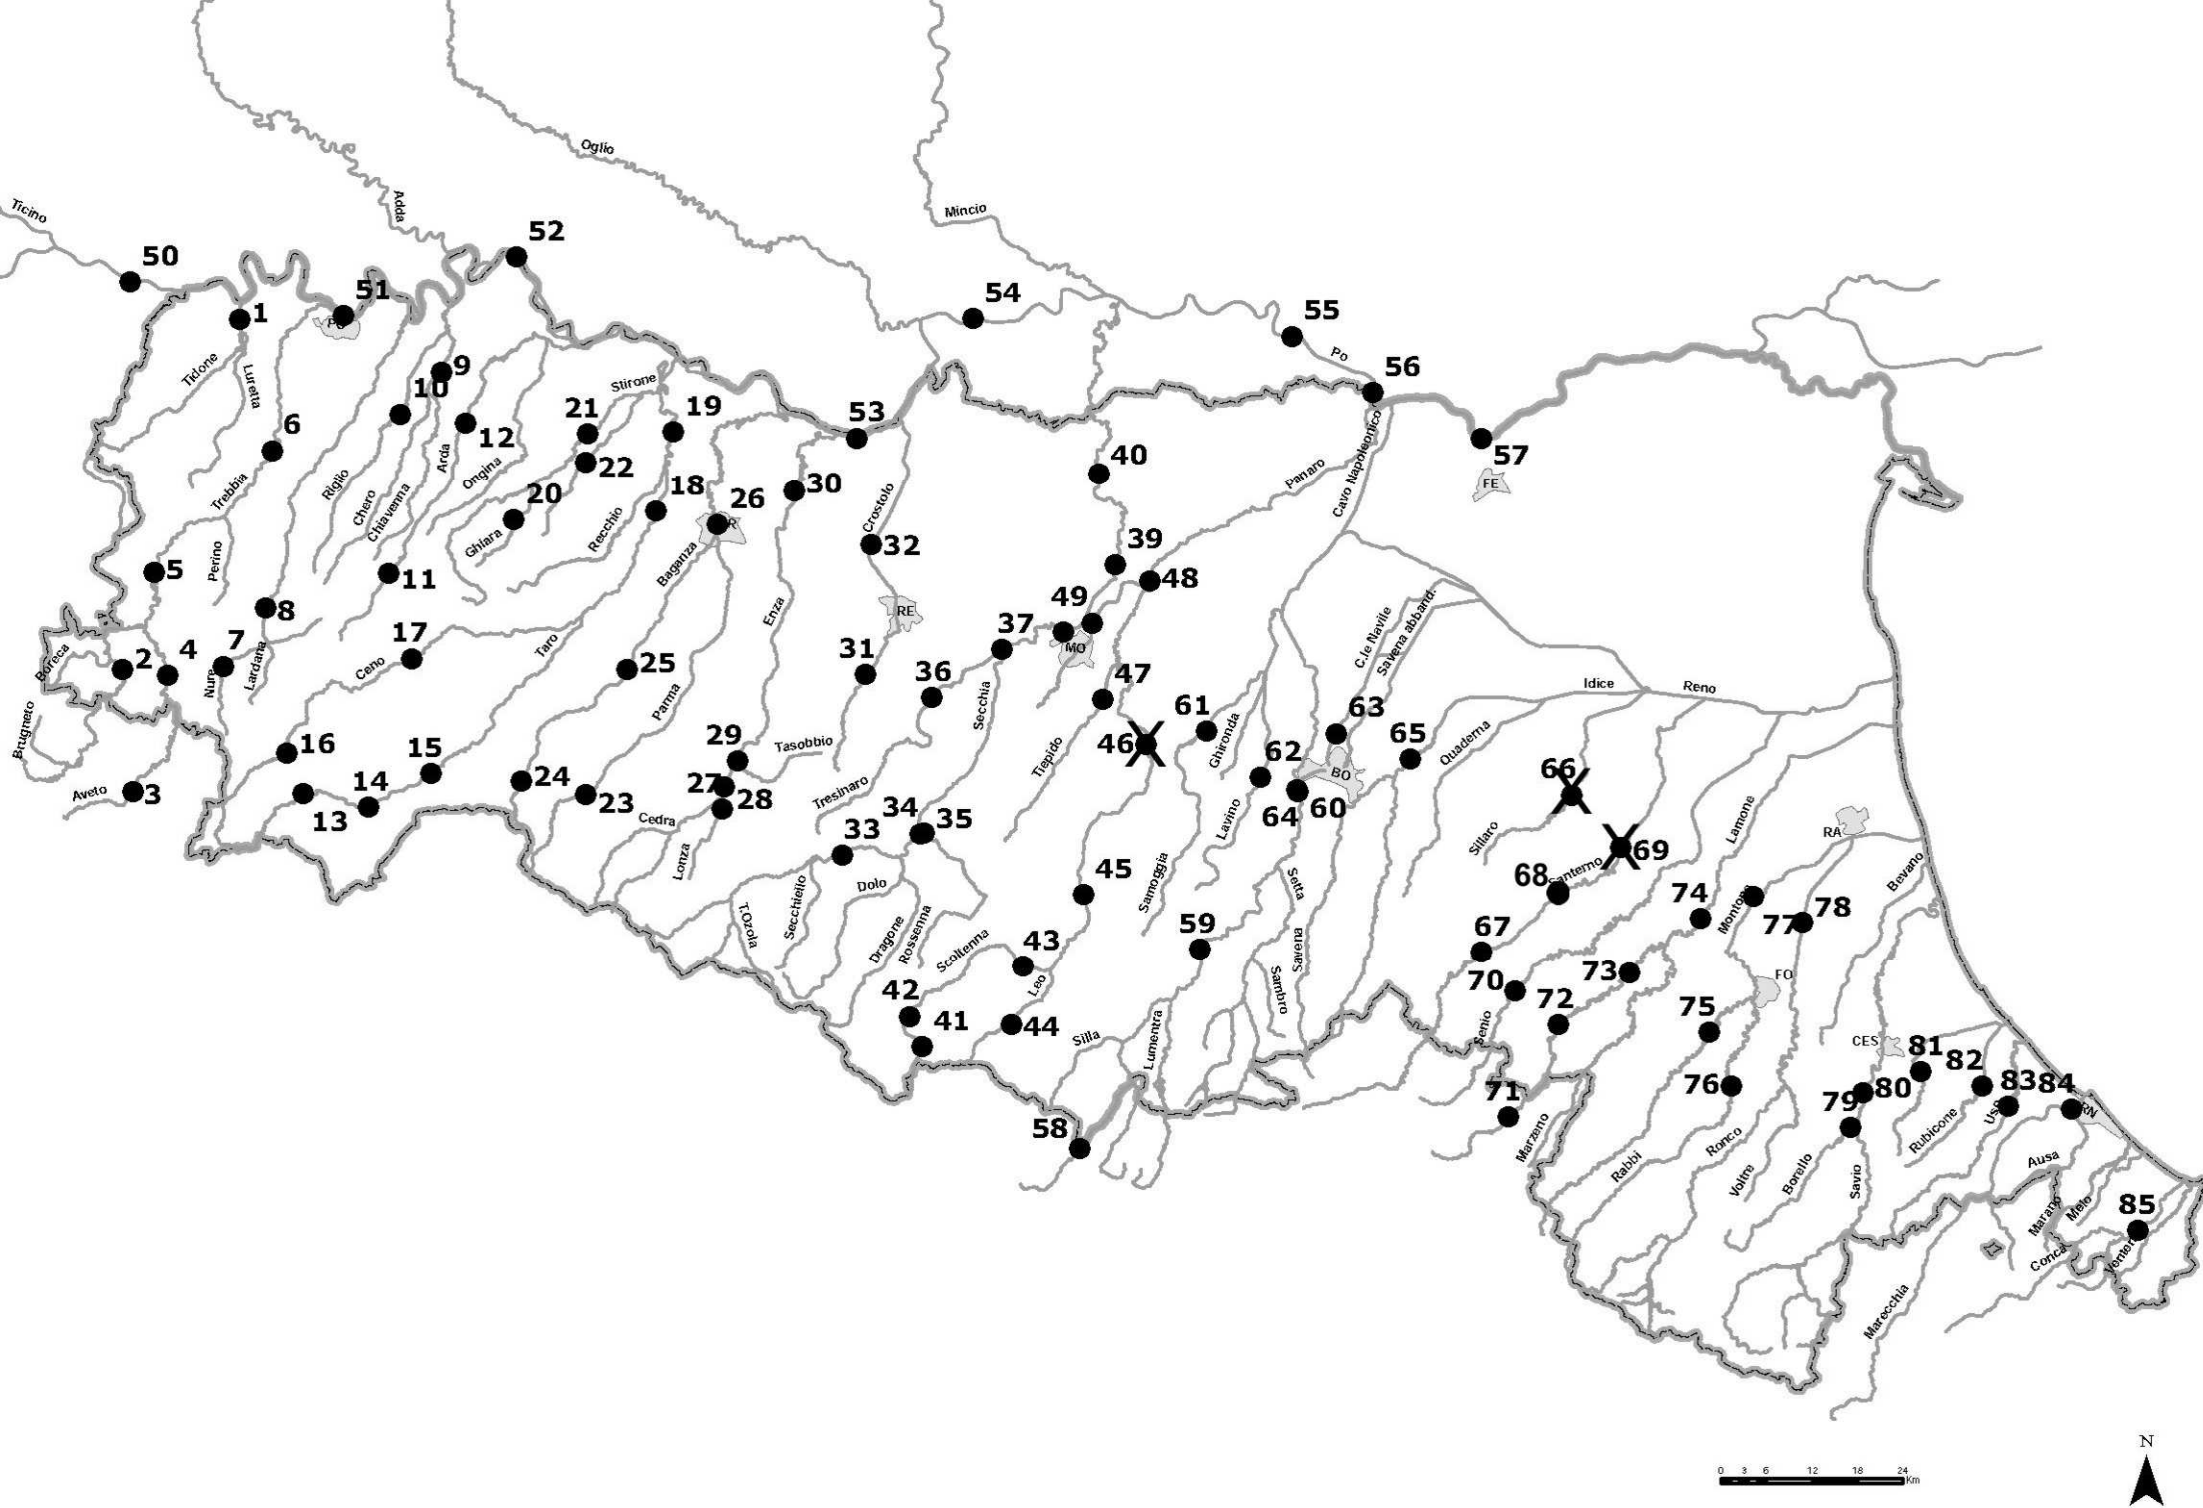 Oglio
Adda
Ticino
Mincio
52
50
54
51
1
55
Po
56
Tidone
Luretta
9
10
Stirone
6
12
21
19
53
57
22
Arda
Ongina
40
Panaro
Cavo Napoleonico
FE
Trebbia
Riglio
Chero
Chiavenna
20
18
26
30
Crostolo
Ghiara
Recchio
32
39
Perino
5
11
Baganza
48
8
Enza
RE
49
C.le Navile
Savena abband.
Boreca
2
4
7
Nure
Lardana
17
Ceno
Taro
25
Parma
31
36
37
MO
47
Secchia
61
Ghironda
63
65
Idice
Reno
Quaderna
Brugneto
16
15
29
Tasobbio
Tiepido
46
62
BO
Aveto
3
13
14
24
23
27
28
Cedra
Lonza
Tresinaro
33
34
35
Lavino
64
60
66
Sillaro
69
Lamone
RA
Bevano
T.Ozola
Secchiello
Dolo
Dragone
Rossenna
45
Samoggia
Setta
68
Santerno
74
Montone
77
78
Scoltenna
43
59
Savena
Sambro
67
70
73
FO
42
41
Leo
44
Silla
Lumentra
Senio
72
75
CES
81
82
83
84
RN
58
71
Marzeno
76
79
80
Rubicone
Uso
Rabbi
Ronco
Voltre
Borello
Savio
Ausa
Marano
Melo
85
Conca
Marecchia
N
0 3 6 12 18 24
Km